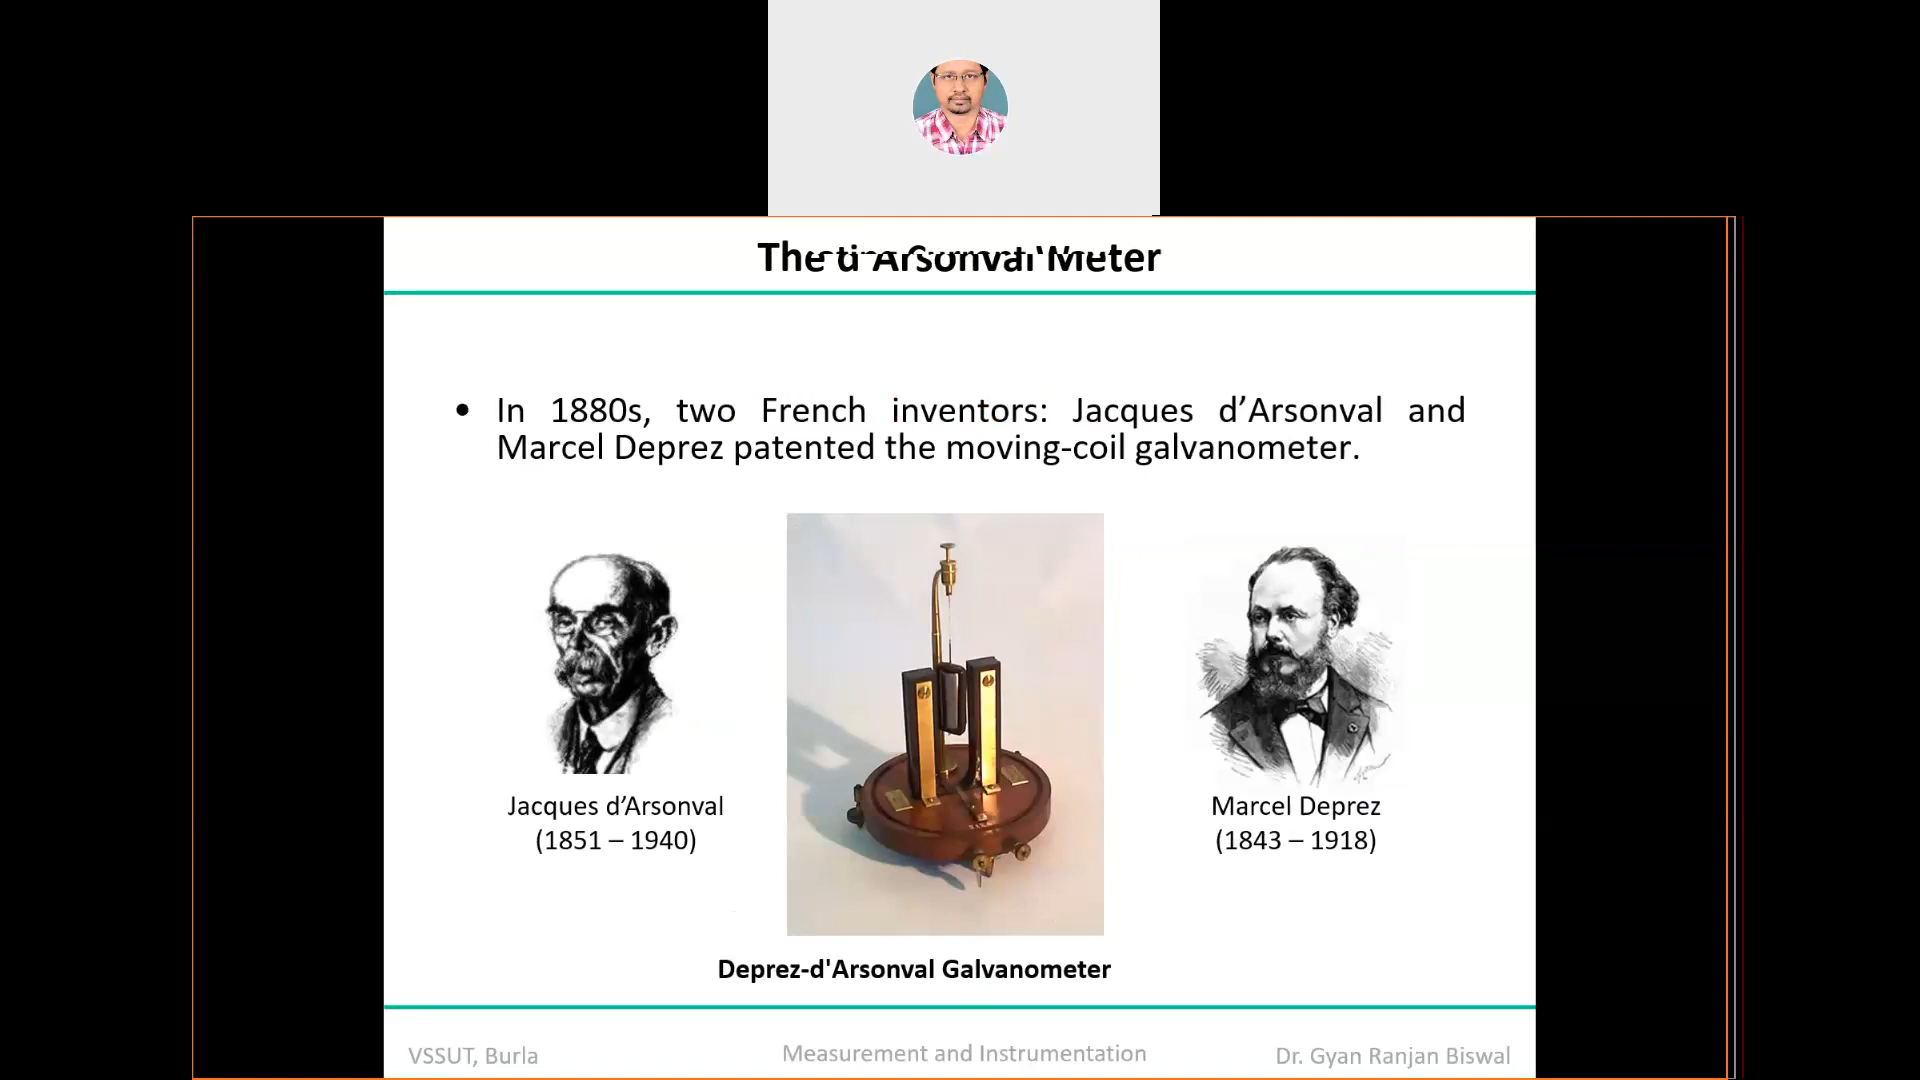 The d'Arsonval Meter
• In 1880s, two French inventors: Jacques d’Arsonval and
Marcel Deprez patented the moving-coil galvanometer.
Jacques d’Arsonval
(1851 – 1940)
Marcel Deprez
(1843 – 1918)
Deprez-d'Arsonval Galvanometer
VSSUT, Burla
Measurement and Instrumentation
Dr. Gyan Ranjan Biswal